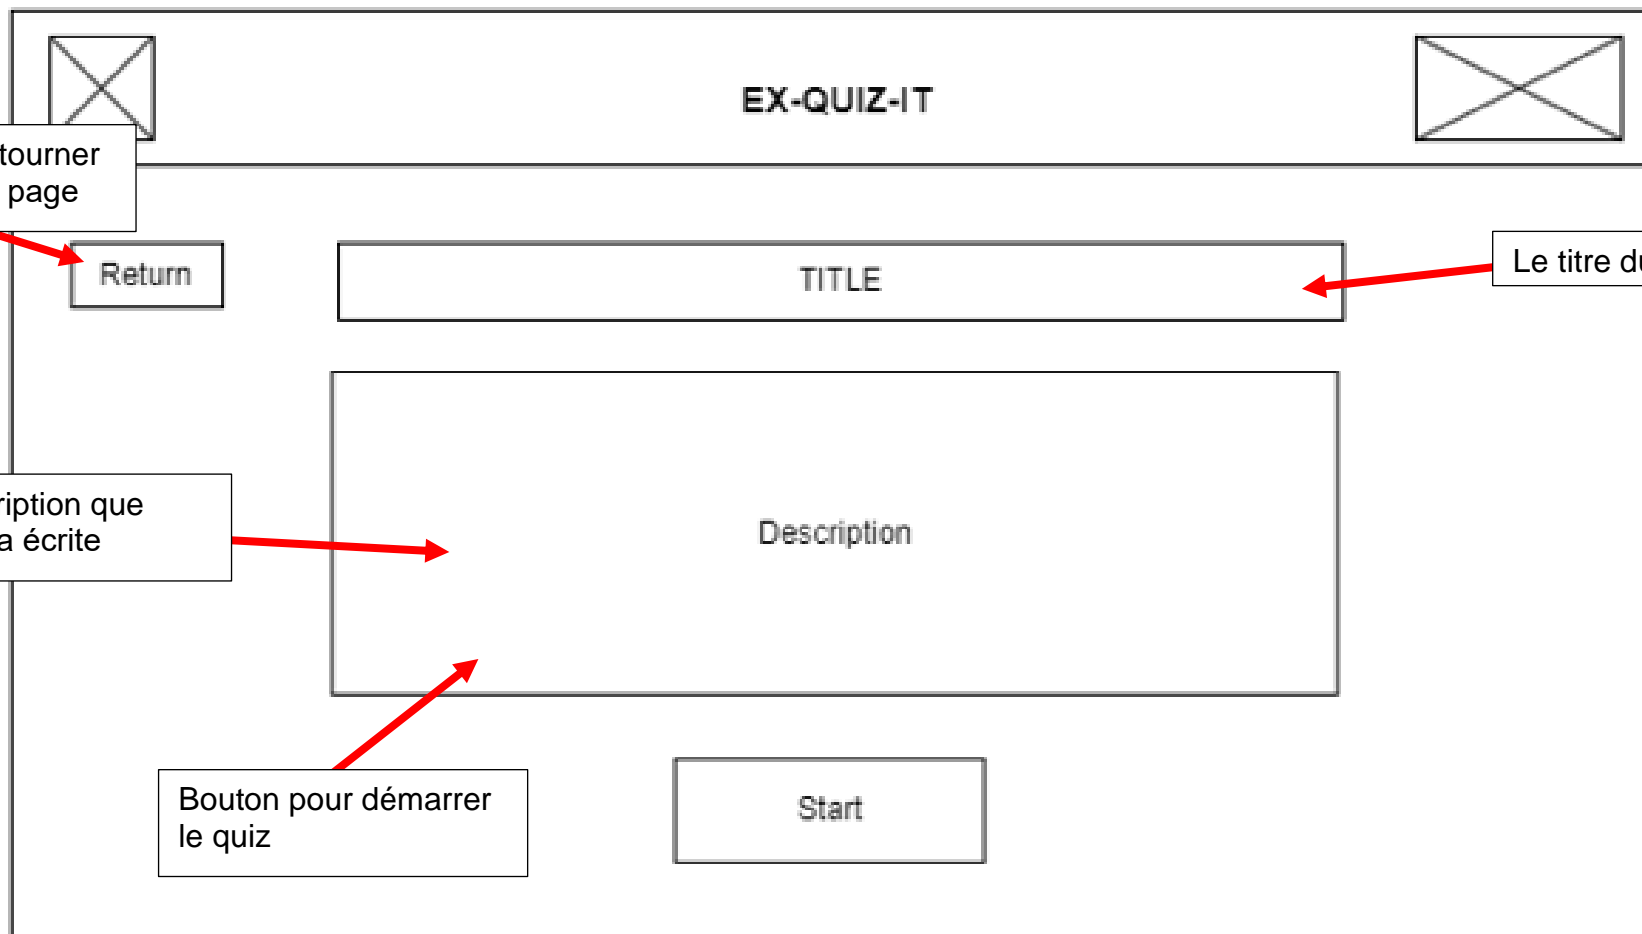 EX-QUIZ-IT
tourner
page
Return
TITLE
Le titre du
ription que
a écrite
Description
Bouton pour démarrer
le quiz
Start